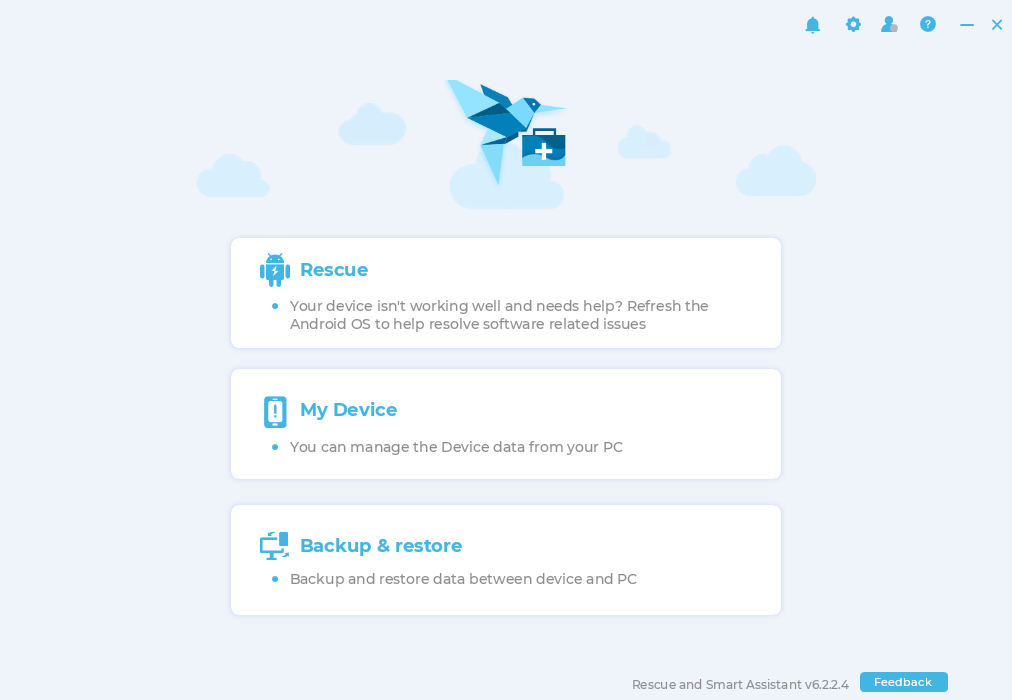 Rescue
Your device isn't working well and needs help? Refresh the
Android OS to help resolve software related issues
My Device
You can manage the Device data from your PC
Backup & restore
Backup and restore data between device and PC
Rescue and Smart Assistant v6.2.2.4
Feedback